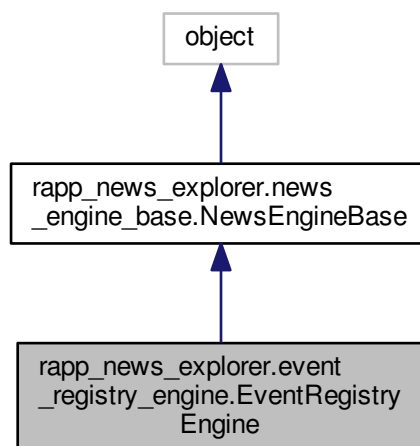 object
rapp_news_explorer.news
_engine_base.NewsEngineBase
rapp_news_explorer.event
_registry_engine.EventRegistry
Engine